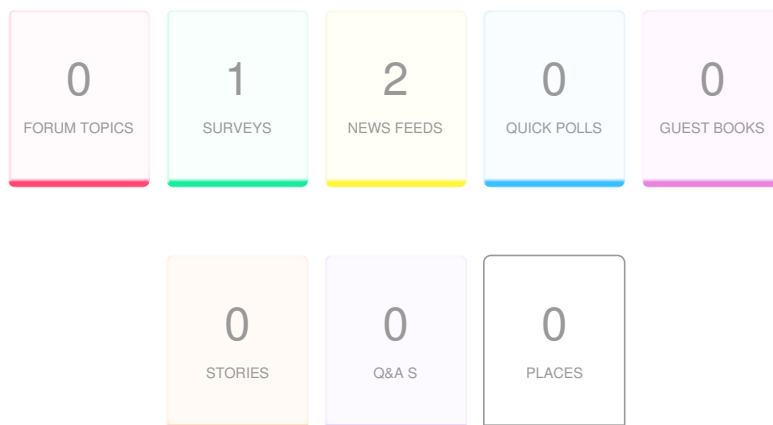 0
FORUM TOPICS
1
SURVEYS
2
NEWS FEEDS
0
QUICK POLLS
0
GUEST BOOKS
0
STORIES
0
Q&A S
0
PLACES